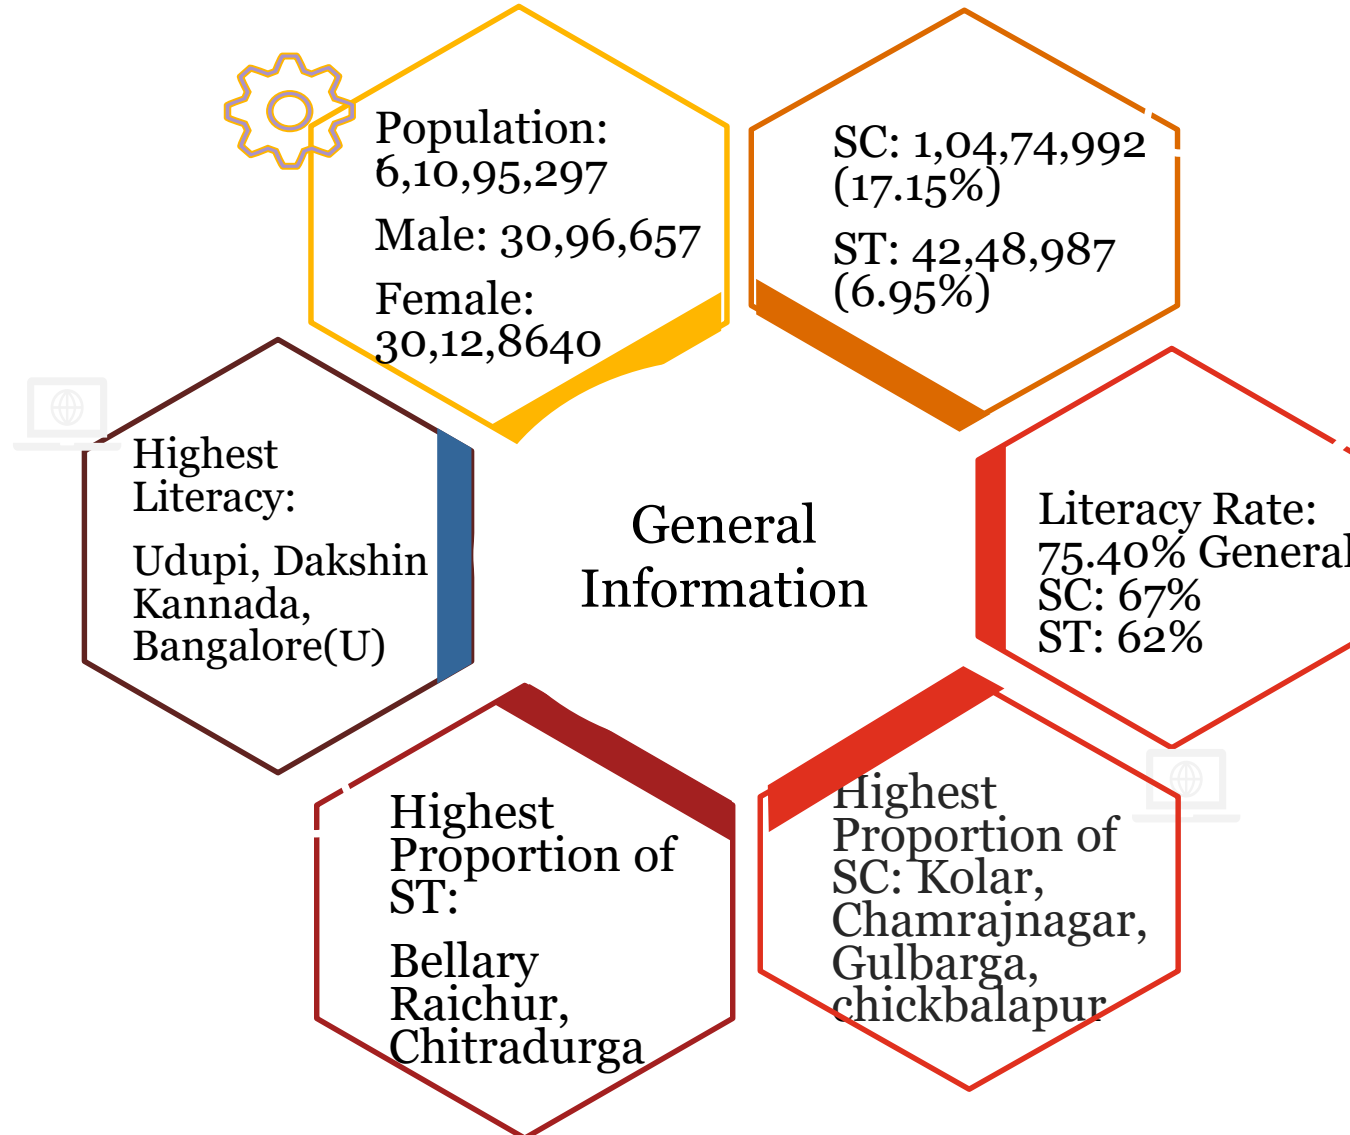 Population:
6,10,95,297
Male: 30,96,657
Female:
30,12,8640
SC: 1,04,74,992
(17.15%)
ST: 42,48,987
(6.95%)
Highest
Literacy:
Udupi, Dakshin
Kannada,
Bangalore(U)
General
Information
Literacy Rate:
75.40% General
SC: 67%
ST: 62%
Highest
Proportion of
ST:
Bellary
Raichur,
Chitradurga
Highest
Proportion of
SC: Kolar,
Chamrajnagar,
Gulbarga,
chickbalapur